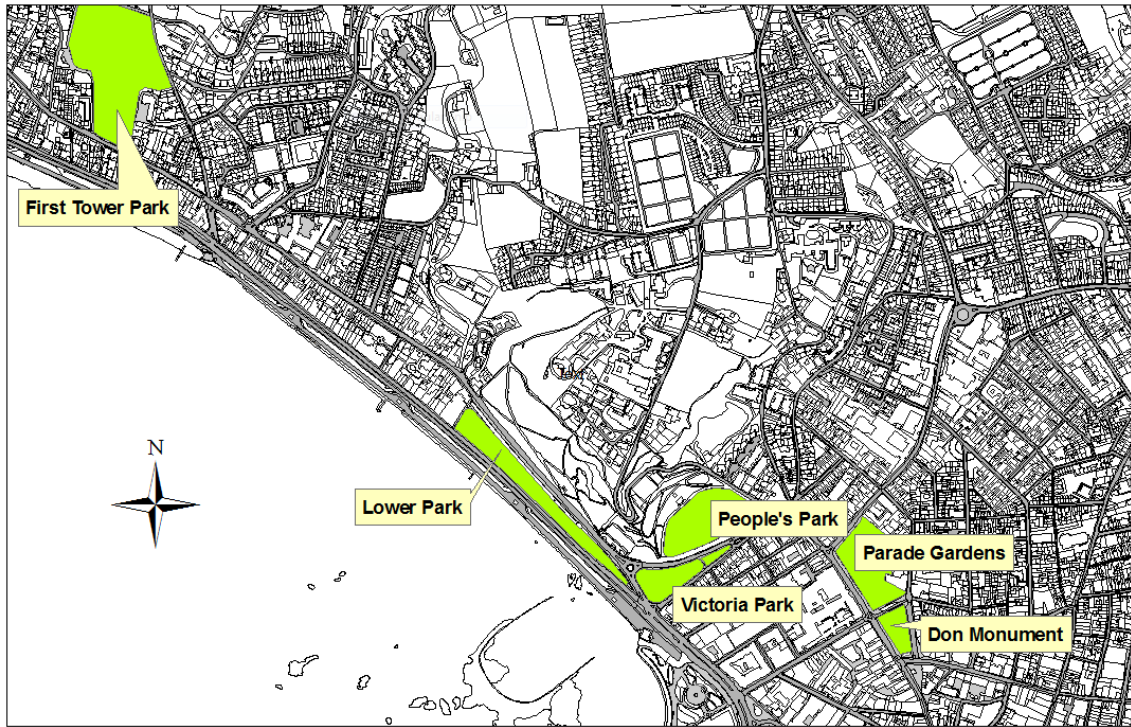 First Tower Park
N
Lower Park
People's Park
Parade Gardens
Victoria Park
Don Monument